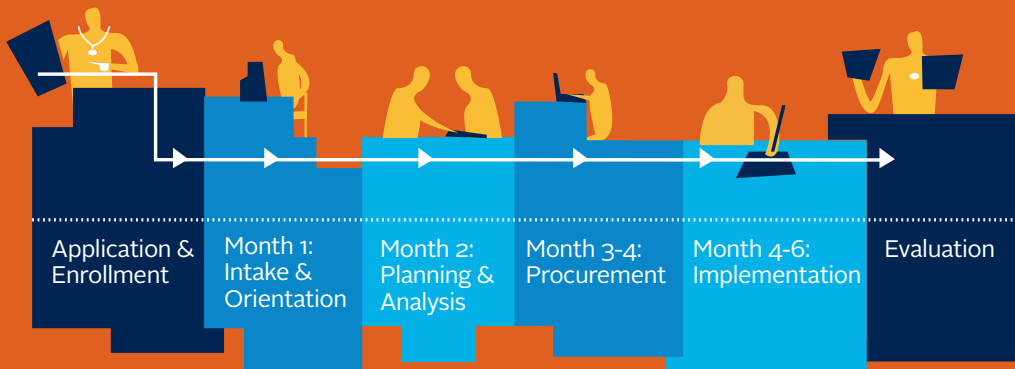 Application &
Enrollment
Month 1:
Intake &
Orientation
Month 2:
Planning &
Analysis
Month 3-4:
Procurement
Month 4-6:
Implementation
Evaluation